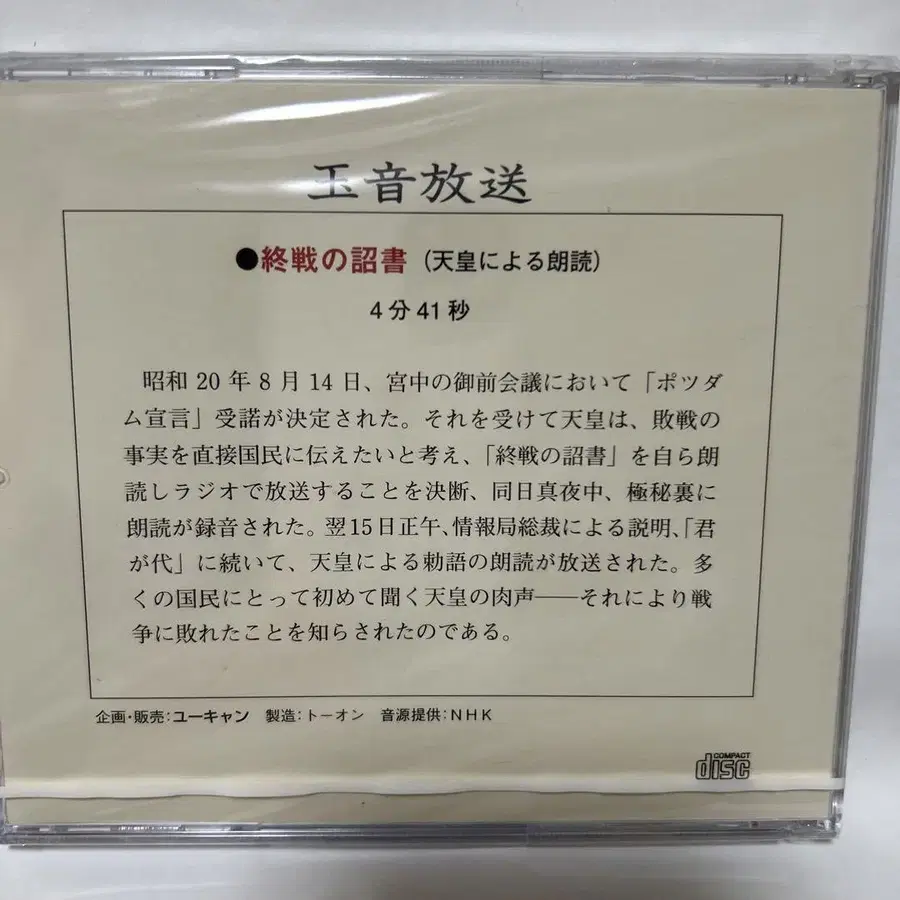 玉音放送
●終戦の詔書（天皇による朗読）
4分41秒
昭和20年8月14日、宮中の御前会議において「ポツダ
ム宣言」受諾が決定された。それを受けて天皇は、敗戦の
事実を直接国民に伝えたいと考え、「終戦の詔書」を自ら朗
読しラジオで放送することを決断、同日真夜中、極秘裏に
朗読が録音された。翌15日正午、情報局総裁による説明、「君
が代」に続いて、天皇による勅語の朗読が放送された。多
くの国民にとって初めて聞く天皇の肉声――それにより戦
争に敗れたことを知らされたのである。
企画・販売：ユーキャン　製造：トーオン　音源提供：NHK
COMPACT
disc